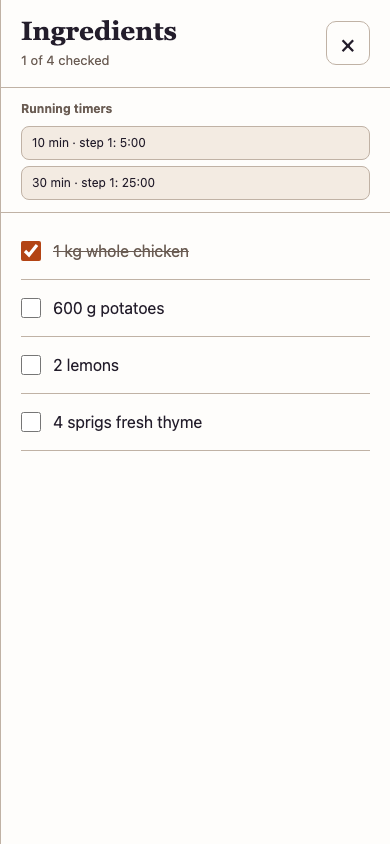 Ingredients
1 of 4 checked
×
Running timers
10 min · step 1: 5:00
30 min · step 1: 25:00
1 kg whole chicken
600 g potatoes
2 lemons
4 sprigs fresh thyme